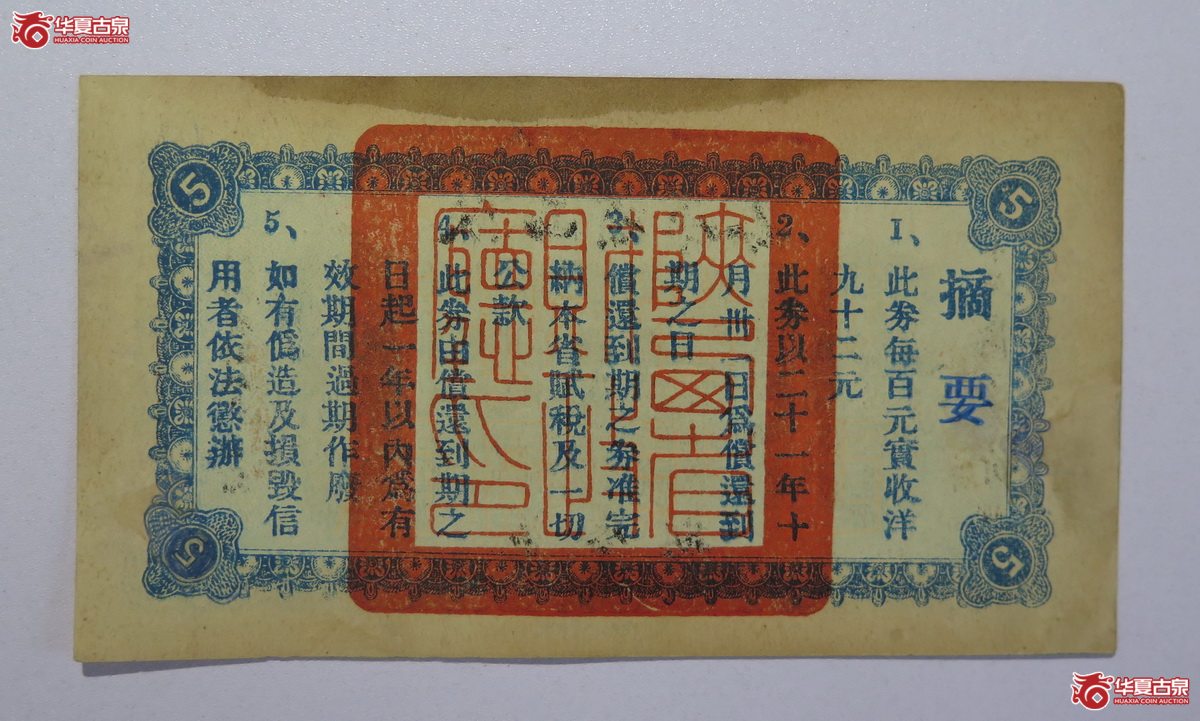 华夏古泉
HUAXIA COIN AUCTION
5
5
摘要
1、此券每百元實收洋
九十二元
2、此券以二十一年十
月卅一日爲償還到
期之日
3、償還到期之券准完
納本省賦稅及一切
公款
4、此券由償還到期之
日起一年以內爲有
效期間過期作廢
5、如有僞造及損毀信
用者依法懲辦
5
5
华夏古泉
HUAXIA COIN AUCTION